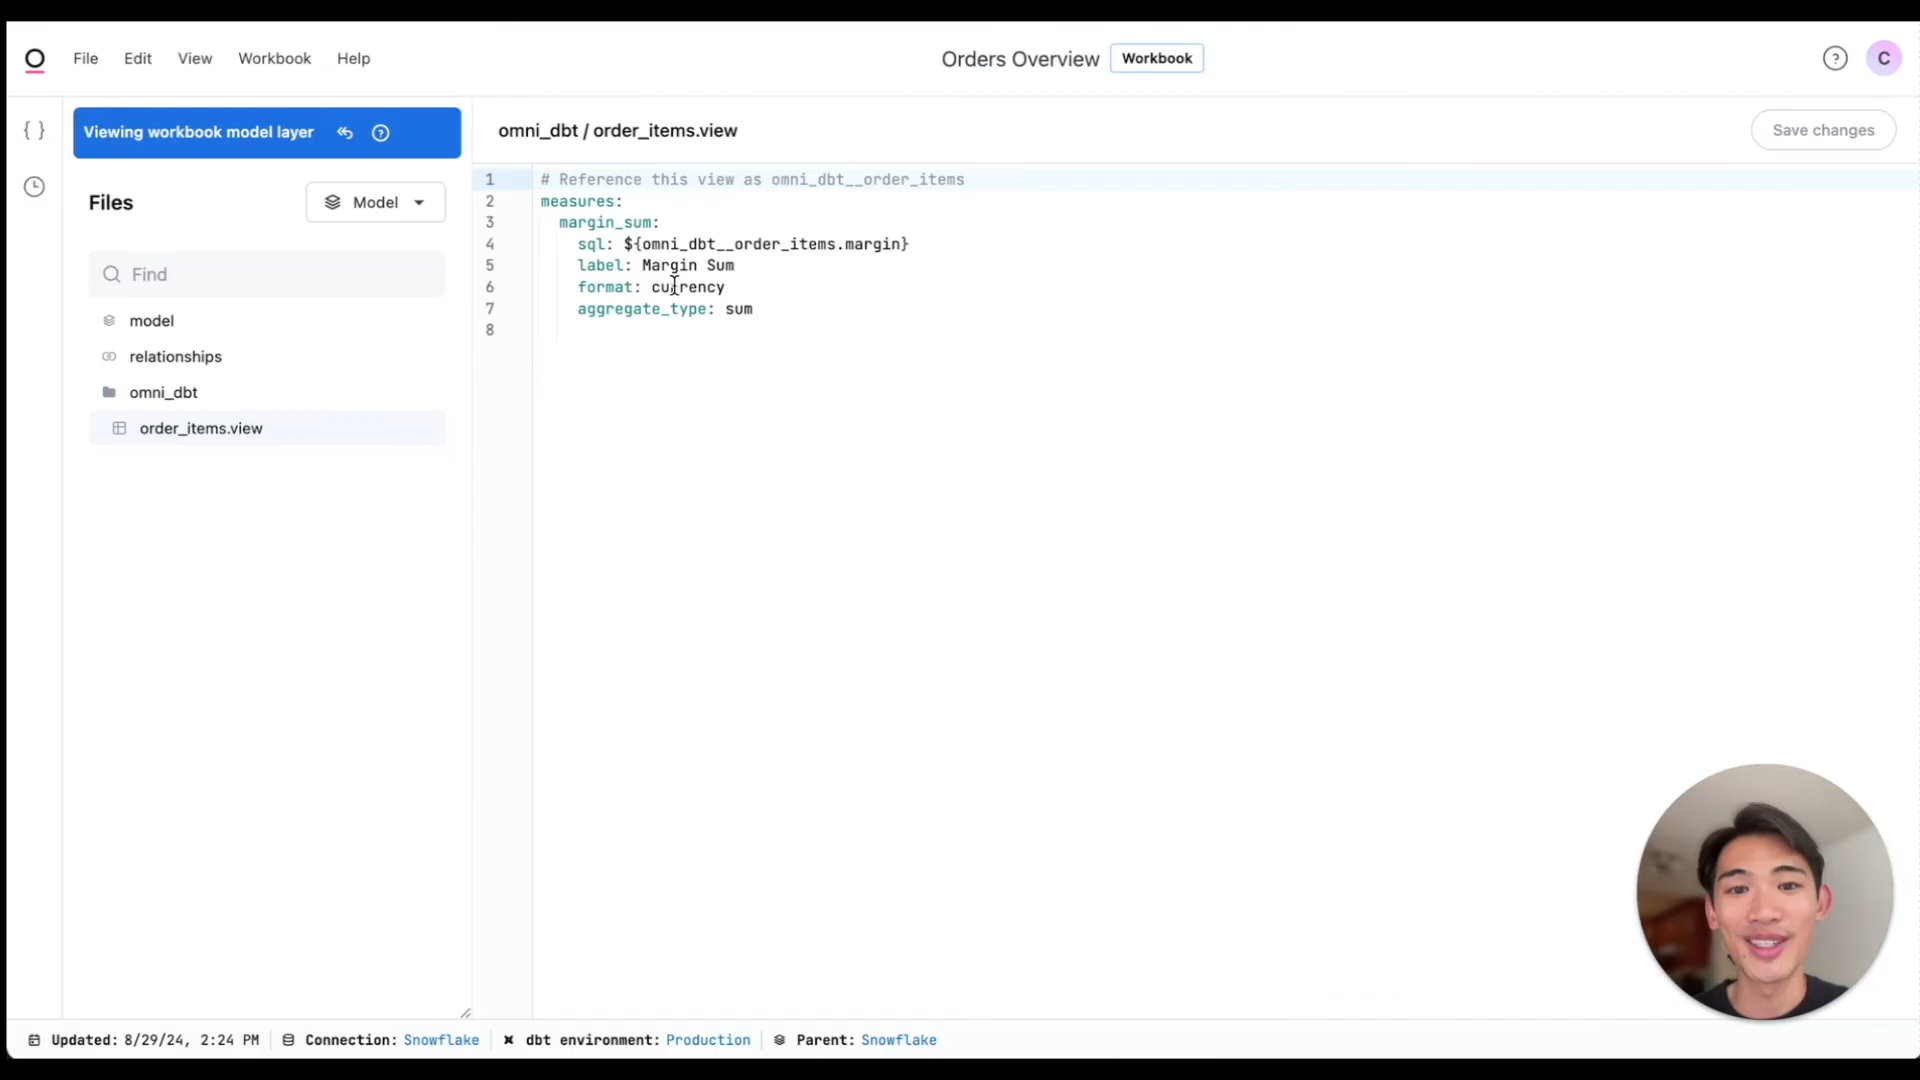 File Edit View Workbook Help
Orders Overview Workbook
? C
Viewing workbook model layer ?
Files
Model
Find
model
relationships
omni_dbt
order_items.view
omni_dbt / order_items.view
Save changes
1 # Reference this view as omni_dbt__order_items
2 measures:
3 margin_sum:
4 sql: ${omni_dbt__order_items.margin}
5 label: Margin Sum
6 format: currency
7 aggregate_type: sum
8
Updated: 8/29/24, 2:24 PM Connection: Snowflake dbt environment: Production Parent: Snowflake